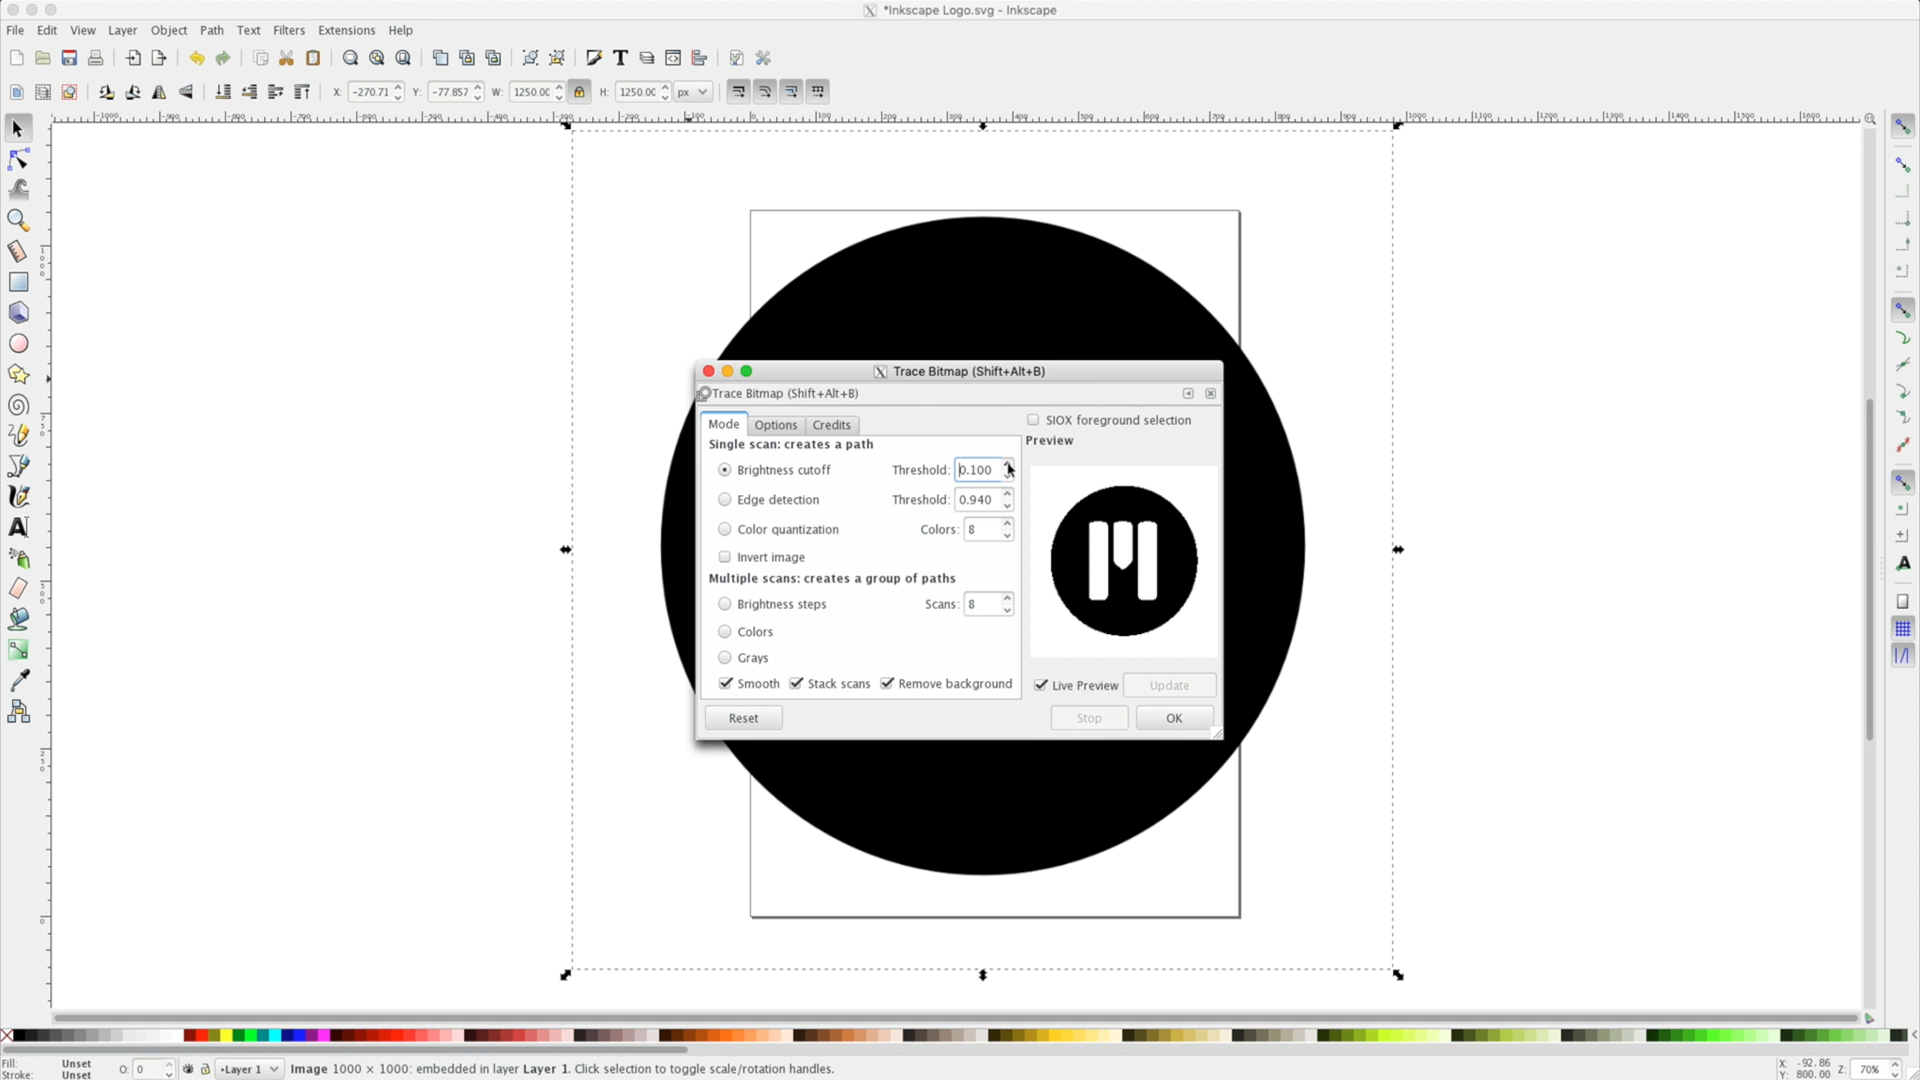 *Inkscape Logo.svg - Inkscape
File Edit View Layer Object Path Text Filters Extensions Help
X: -270.71 Y: -77.857 W: 1250.00 H: 1250.00 px
Trace Bitmap (Shift+Alt+B)
Trace Bitmap (Shift+Alt+B)
Mode Options Credits
SIOX foreground selection
Single scan: creates a path
Preview
Brightness cutoff Threshold: 0.100
Edge detection Threshold: 0.940
Color quantization Colors: 8
Invert image
Multiple scans: creates a group of paths
Brightness steps Scans: 8
Colors
Grays
Smooth Stack scans Remove background
Live Preview Update
Reset Stop OK
Fill: Unset
Stroke: Unset
O: 0
•Layer 1
Image 1000 × 1000: embedded in layer Layer 1. Click selection to toggle scale/rotation handles.
X: -92.86
Y: 800.00
Z: 70%